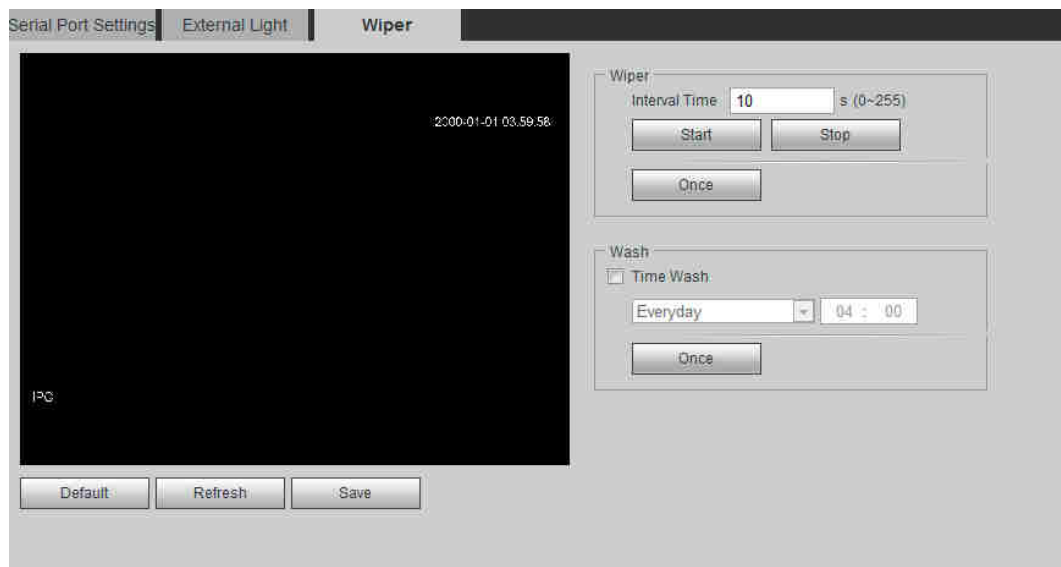 Serial Port Settings External Light Wiper
2000-01-01 03:59:58
IPC
Default Refresh Save
Wiper
Interval Time 10 s (0~255)
Start Stop
Once
Wash
Time Wash
Everyday 04 : 00
Once